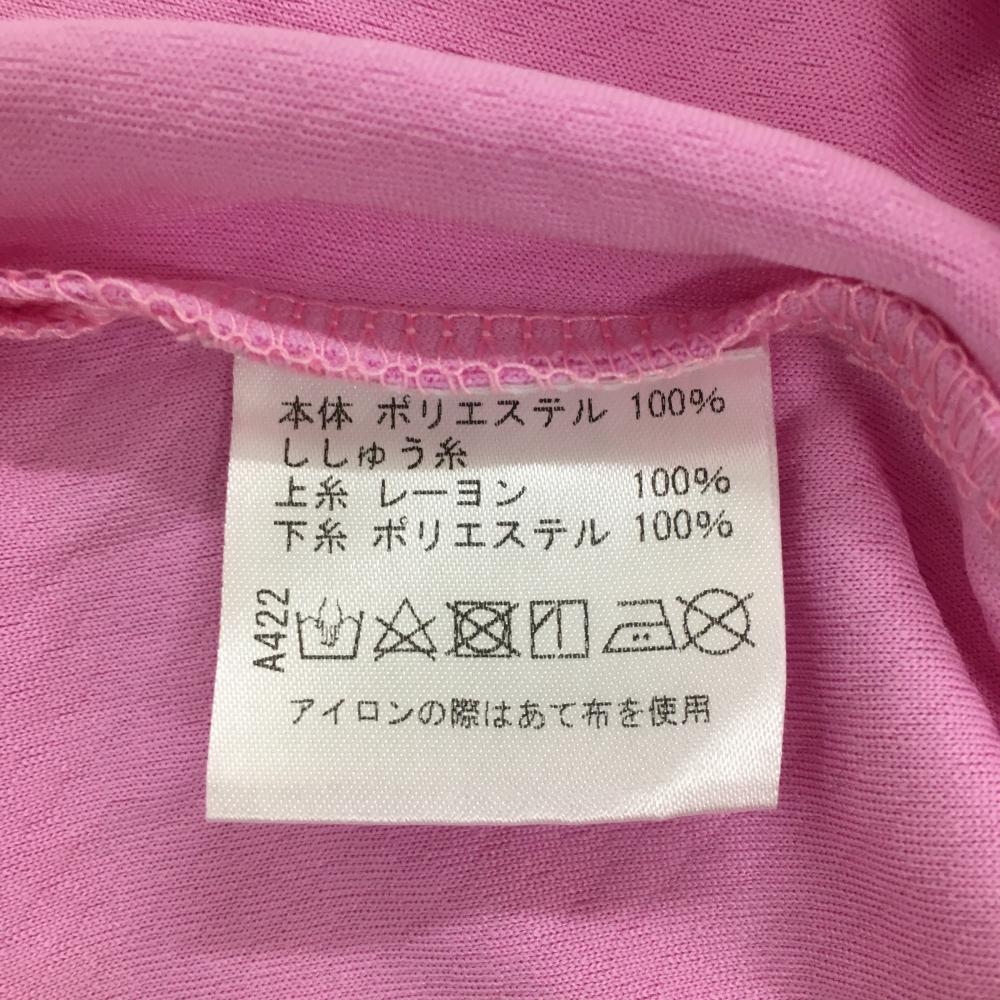 本体 ポリエステル 100%
ししゅう糸
上糸 レーヨン 100%
下糸 ポリエステル 100%
A422
アイロンの際はあて布を使用